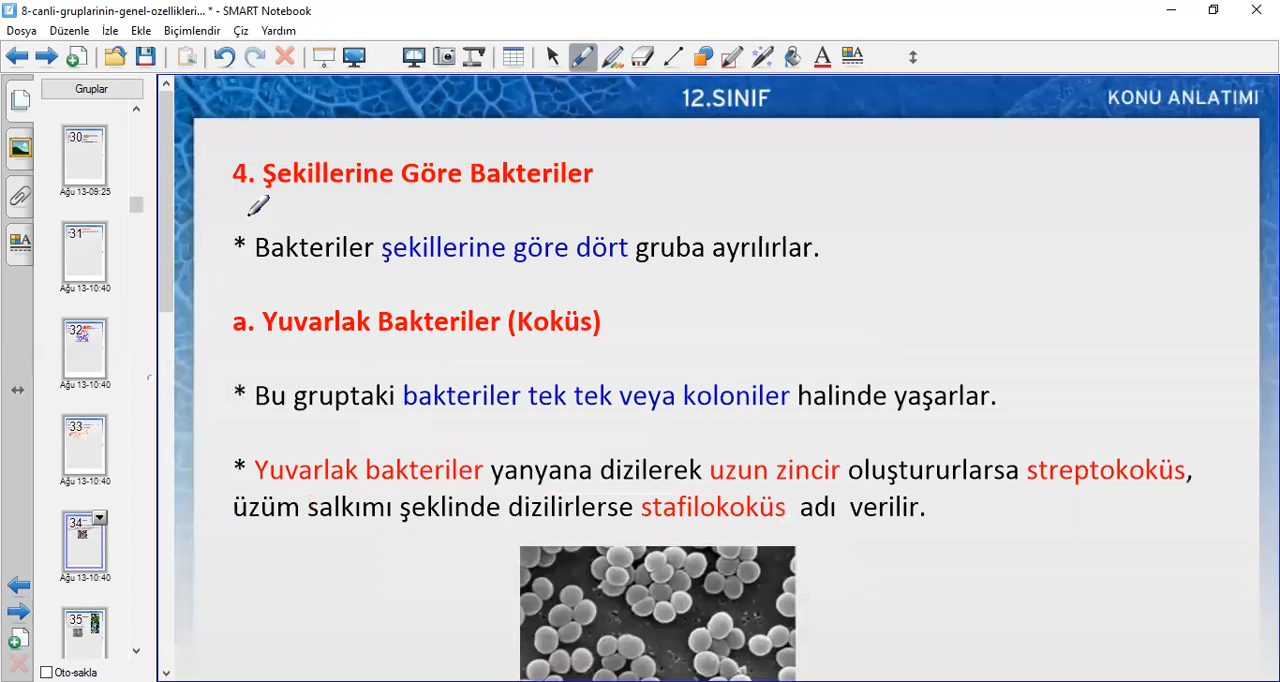 8-canli-gruplarinin-genel-ozellikleri... * - SMART Notebook
Dosya Düzenle İzle Ekle Biçimlendir Çiz Yardım
Gruplar
30
Ağu 13-09:25
31
Ağu 13-10:40
32
Ağu 13-10:40
33
Ağu 13-10:40
34
Ağu 13-10:40
35
Oto-sakla
12.SINIF
KONU ANLATIMI
4. Şekillerine Göre Bakteriler
* Bakteriler şekillerine göre dört gruba ayrılırlar.
a. Yuvarlak Bakteriler (Koküs)
* Bu gruptaki bakteriler tek tek veya koloniler halinde yaşarlar.
* Yuvarlak bakteriler yanyana dizilerek uzun zincir oluştururlarsa streptokoküs,
üzüm salkımı şeklinde dizilirlerse stafilokoküs adı verilir.